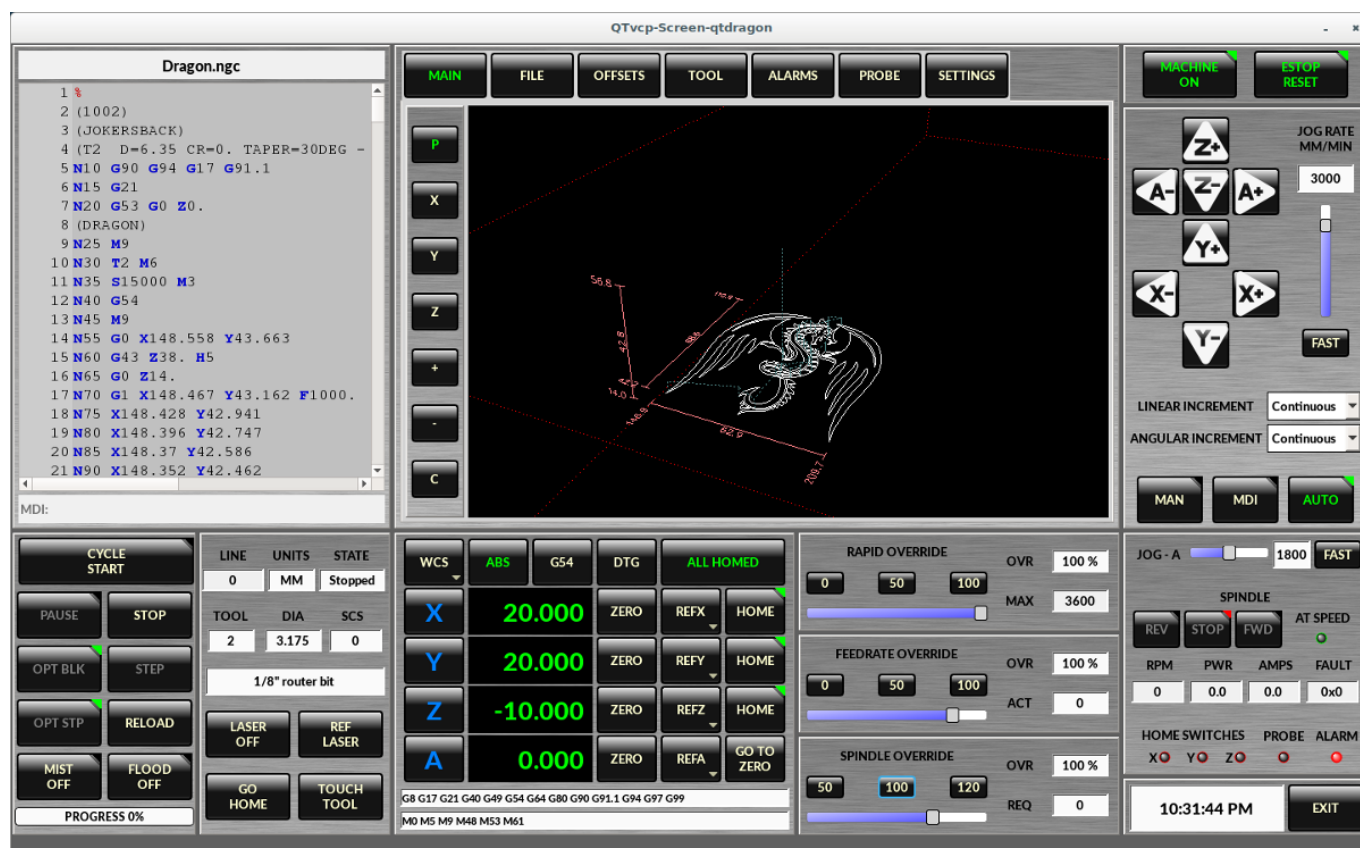 QTvcp-Screen-qtdragon
Dragon.ngc
1 %
2 (1002)
3 (JOKERSBACK)
4 (T2 D=6.35 CR=0. TAPER=30DEG -
5 N10 G90 G94 G17 G91.1
6 N15 G21
7 N20 G53 G0 Z0.
8 (DRAGON)
9 N25 M9
10 N30 T2 M6
11 N35 S15000 M3
12 N40 G54
13 N45 M9
14 N55 G0 X148.558 Y43.663
15 N60 G43 Z38. H5
16 N65 G0 Z14.
17 N70 G1 X148.467 Y43.162 F1000.
18 N75 X148.428 Y42.941
19 N80 X148.396 Y42.747
20 N85 X148.37 Y42.586
21 N90 X148.352 Y42.462
MDI:
MAIN FILE OFFSETS TOOL ALARMS PROBE SETTINGS
P
X
Y
Z
+
-
C
56.8
42.8
14.0
146.9
62.9
209.7
MACHINE ON
ESTOP RESET
Z+
A- Z- A+
Y+
X- X+
Y-
JOG RATE
MM/MIN
3000
FAST
LINEAR INCREMENT Continuous
ANGULAR INCREMENT Continuous
MAN MDI AUTO
CYCLE
START
PAUSE STOP
OPT BLK STEP
OPT STP RELOAD
MIST OFF
FLOOD OFF
PROGRESS 0%
LINE UNITS STATE
0 MM Stopped
TOOL DIA SCS
2 3.175 0
1/8" router bit
LASER OFF
REF LASER
GO HOME
TOUCH TOOL
WCS ABS G54 DTG ALL HOMED
X 20.000 ZERO REFX HOME
Y 20.000 ZERO REFY HOME
Z -10.000 ZERO REFZ HOME
A 0.000 ZERO REFA GO TO ZERO
G8 G17 G21 G40 G49 G54 G64 G80 G90 G91.1 G94 G97 G99
M0 M5 M9 M48 M53 M61
RAPID OVERRIDE
0 50 100
OVR 100 %
MAX 3600
FEEDRATE OVERRIDE
0 50 100
OVR 100 %
ACT 0
SPINDLE OVERRIDE
50 100 120
OVR 100 %
REQ 0
JOG - A 1800 FAST
SPINDLE
REV STOP FWD AT SPEED
RPM PWR AMPS FAULT
0 0.0 0.0 0x0
HOME SWITCHES PROBE ALARM
X Y Z
10:31:44 PM EXIT